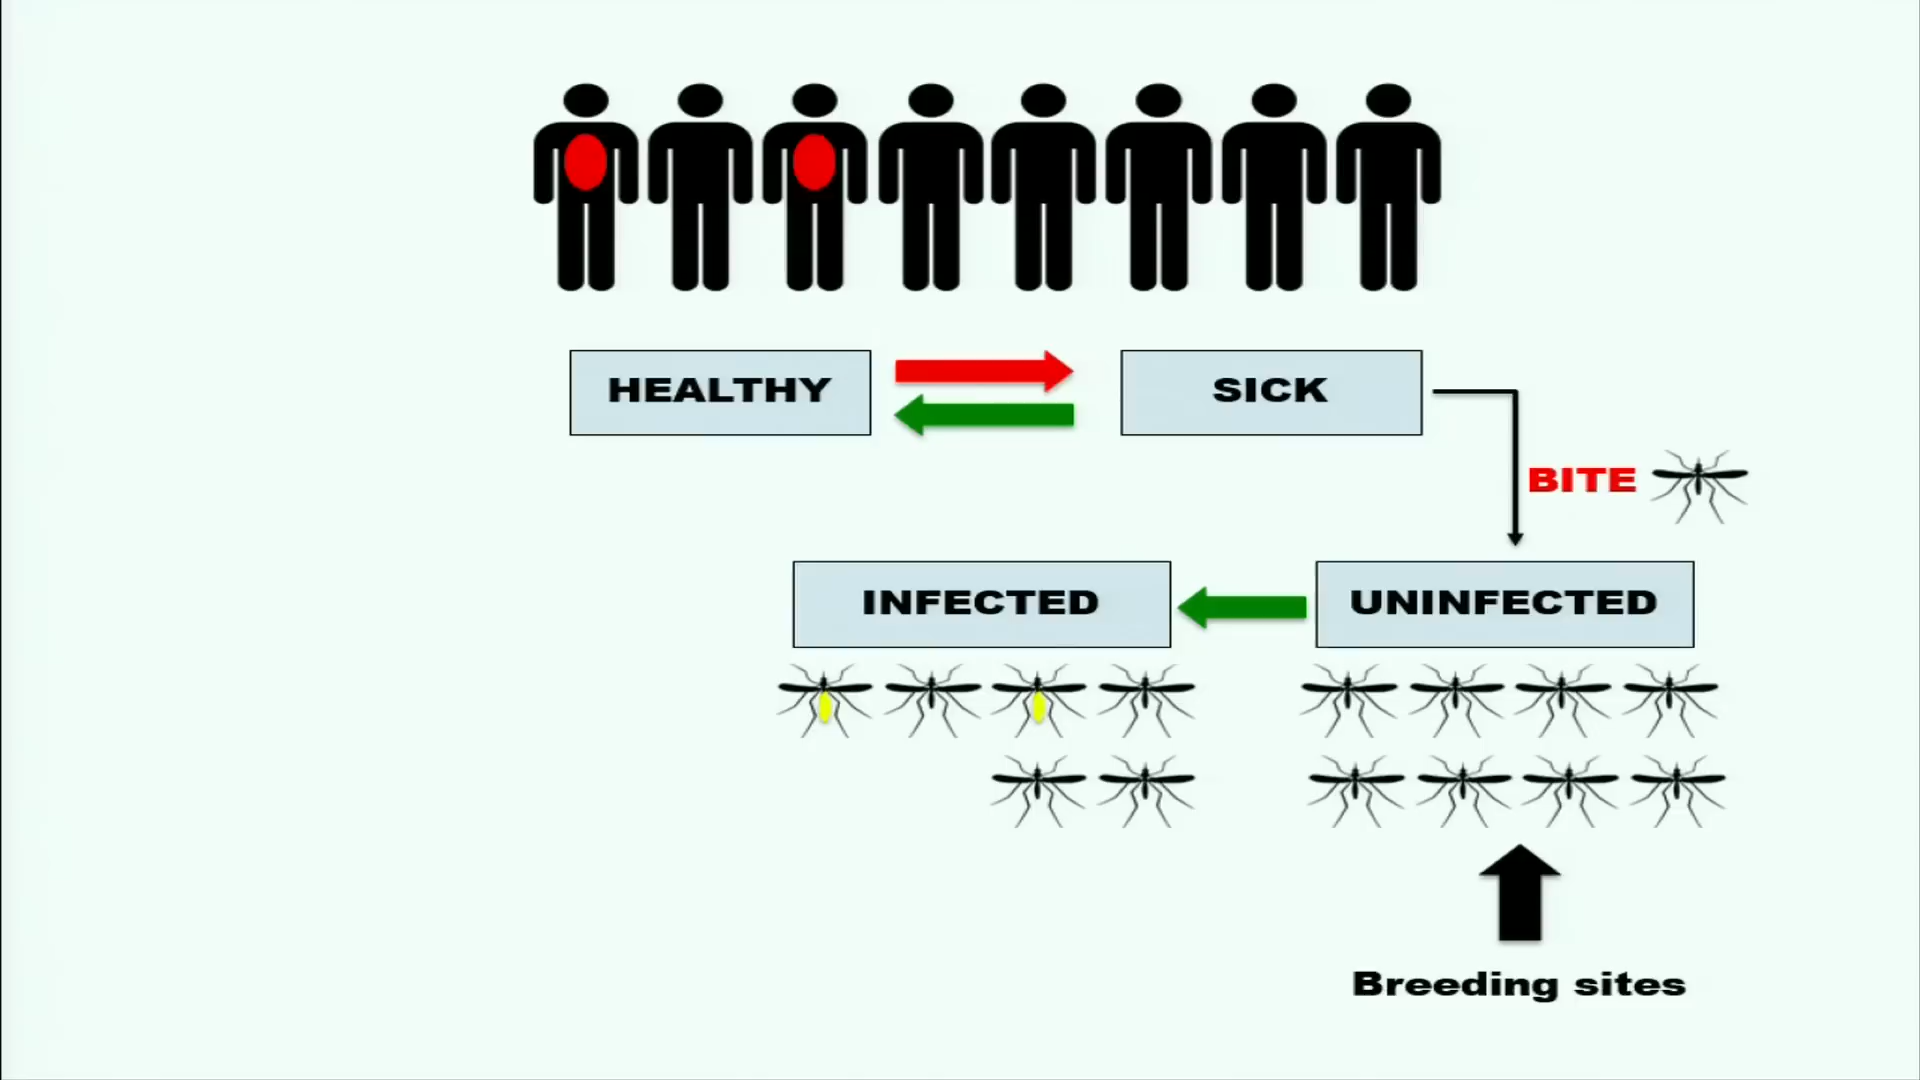 HEALTHY
SICK
BITE
INFECTED
UNINFECTED
Breeding sites